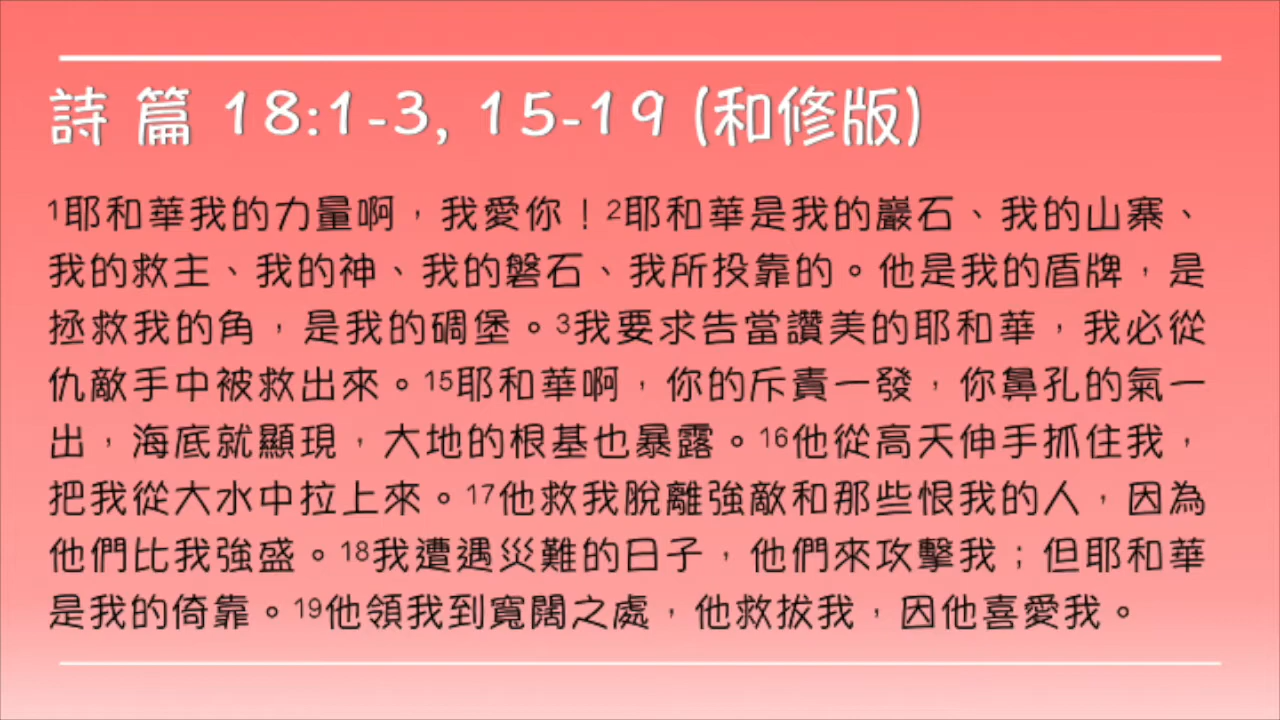 詩 篇 18:1-3, 15-19 (和修版)
1耶和華我的力量啊，我愛你！2耶和華是我的巖石、我的山寨、
我的救主、我的神、我的磐石、我所投靠的。他是我的盾牌，是
拯救我的角，是我的碉堡。3我要求告當讚美的耶和華，我必從
仇敵手中被救出來。15耶和華啊，你的斥責一發，你鼻孔的氣一
出，海底就顯現，大地的根基也暴露。16他從高天伸手抓住我，
把我從大水中拉上來。17他救我脫離強敵和那些恨我的人，因為
他們比我強盛。18我遭遇災難的日子，他們來攻擊我；但耶和華
是我的倚靠。19他領我到寬闊之處，他救拔我，因他喜愛我。